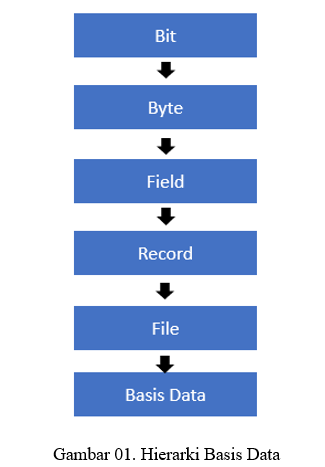 Bit
Byte
Field
Record
File
Basis Data
Gambar 01. Hierarki Basis Data